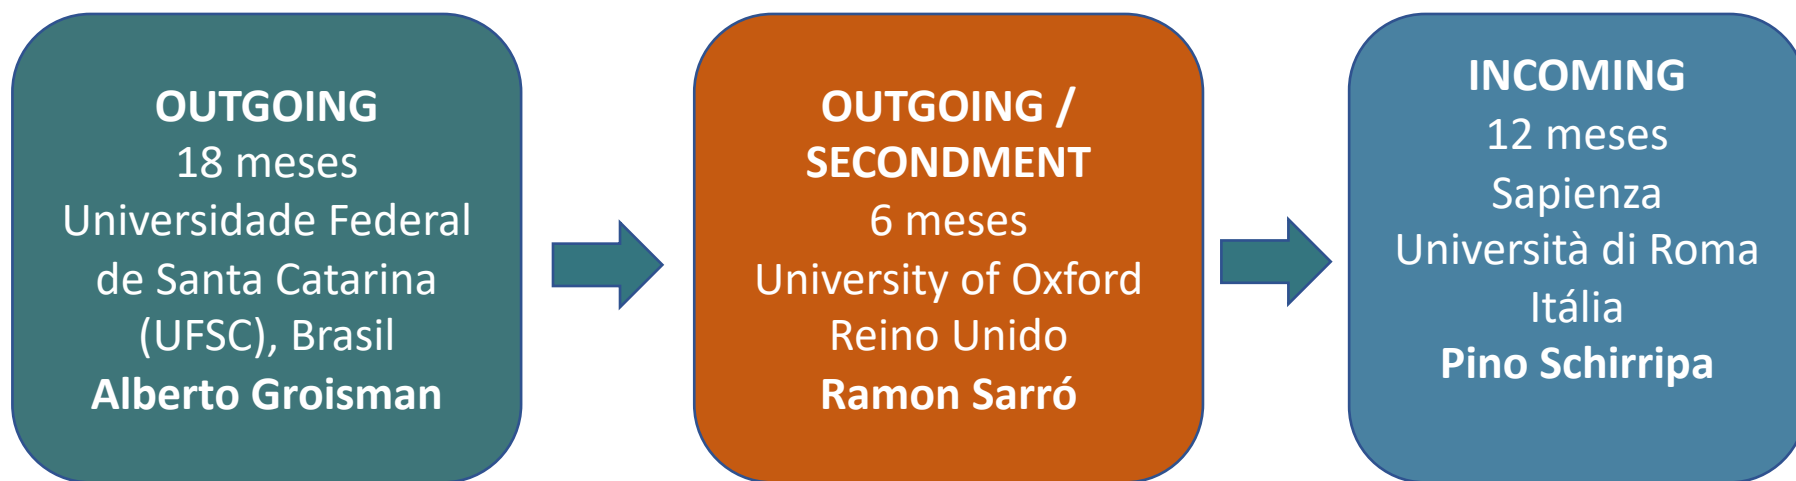 OUTGOING
18 meses
Universidade Federal
de Santa Catarina
(UFSC), Brasil
Alberto Groisman
OUTGOING /
SECONDMENT
6 meses
University of Oxford
Reino Unido
Ramon Sarró
INCOMING
12 meses
Sapienza
Università di Roma
Itália
Pino Schirripa